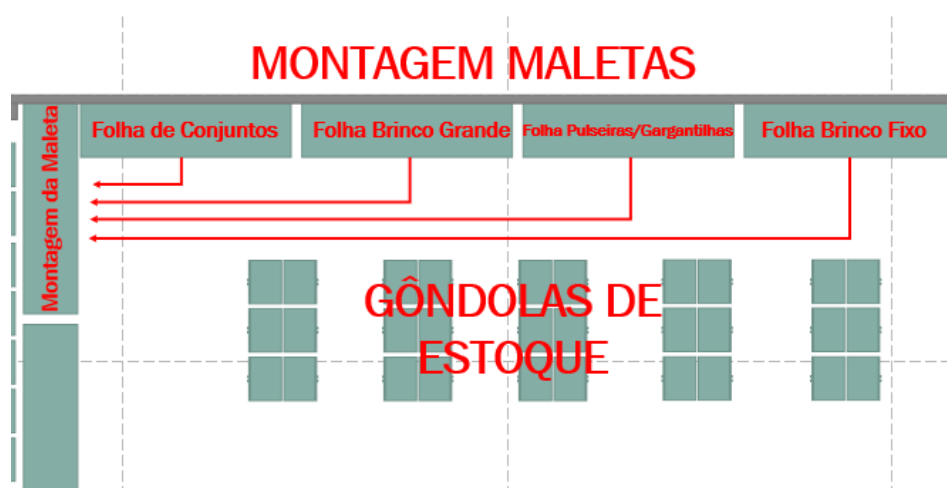 MONTAGEM MALETAS
Montagem da Maleta
Folha de Conjuntos
Folha Brinco Grande
Folha Pulseiras/Gargantilhas
Folha Brinco Fixo
GÔNDOLAS DE
ESTOQUE